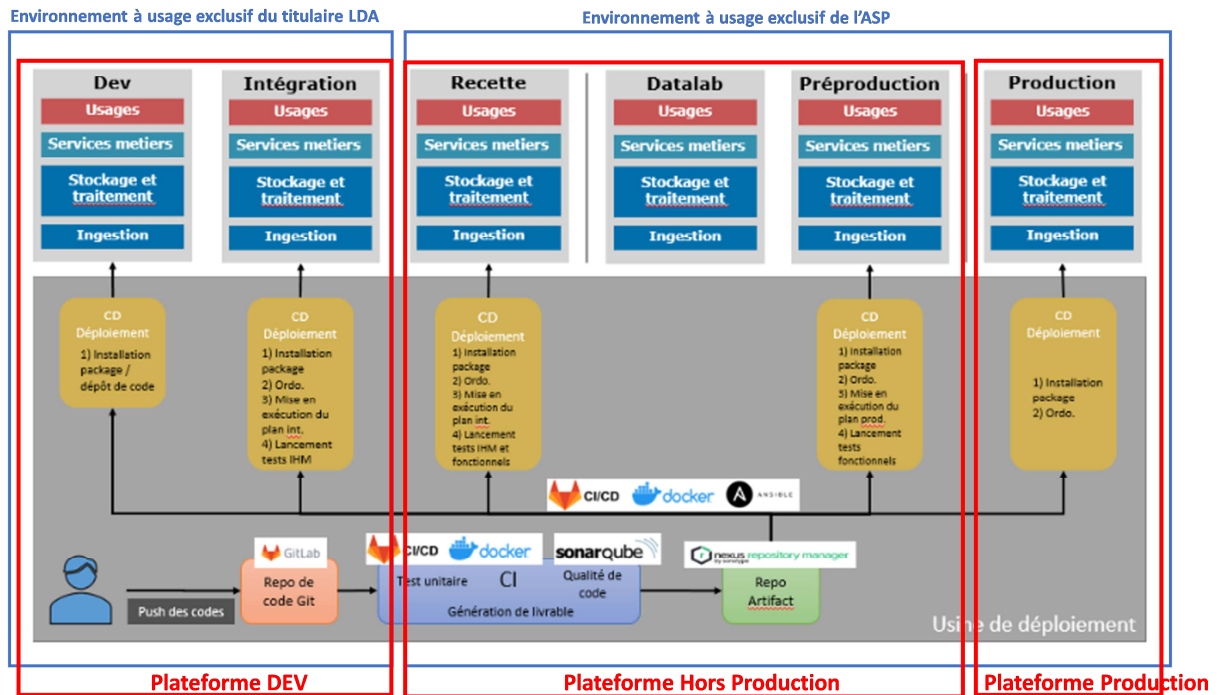 Environnement à usage exclusif du titulaire LDA
Environnement à usage exclusif de l'ASP
Dev
Usages
Services metiers
Stockage et
traitement
Ingestion
Intégration
Usages
Services metiers
Stockage et
traitement
Ingestion
Recette
Usages
Services metiers
Stockage et
traitement
Ingestion
Datalab
Usages
Services metiers
Stockage et
traitement
Ingestion
Préproduction
Usages
Services metiers
Stockage et
traitement
Ingestion
Production
Usages
Services metiers
Stockage et
traitement
Ingestion
CD
Déploiement
1) Installation
package /
dépôt de code
CD
Déploiement
1) Installation
package
2) Ordo.
3) Mise en
exécution du
plan int.
4) Lancement
tests IHM
CD
Déploiement
1) Installation
package
2) Ordo.
3) Mise en
exécution du
plan int.
4) Lancement
tests IHM et
fonctionnels
CD
Déploiement
1) Installation
package
2) Ordo.
3) Mise en
exécution du
plan prod.
4) Lancement
tests
fonctionnels
CD
Déploiement
1) Installation
package
2) Ordo.
CI/CD
docker
ANSIBLE
GitLab
CI/CD
docker
sonarqube
nexus repository manager
by sonatype
Push des codes
Repo de
code Git
Test unitaire
CI
Qualité de
code
Génération de livrable
Repo
Artifact
Usine de déploiement
Plateforme DEV
Plateforme Hors Production
Plateforme Production